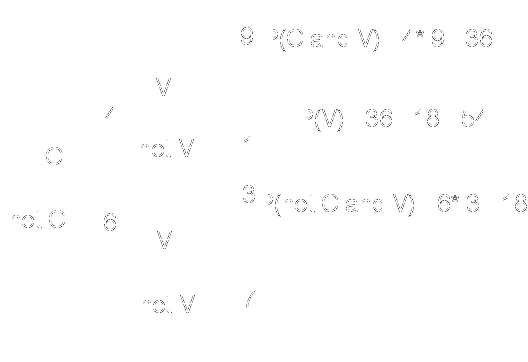 9 P(C and V) 4* 9 36
V
4
P(V) 36 18 54
not V 1
C
3 P(not C and V) 6* 3 18
not C 6
V
not V 7